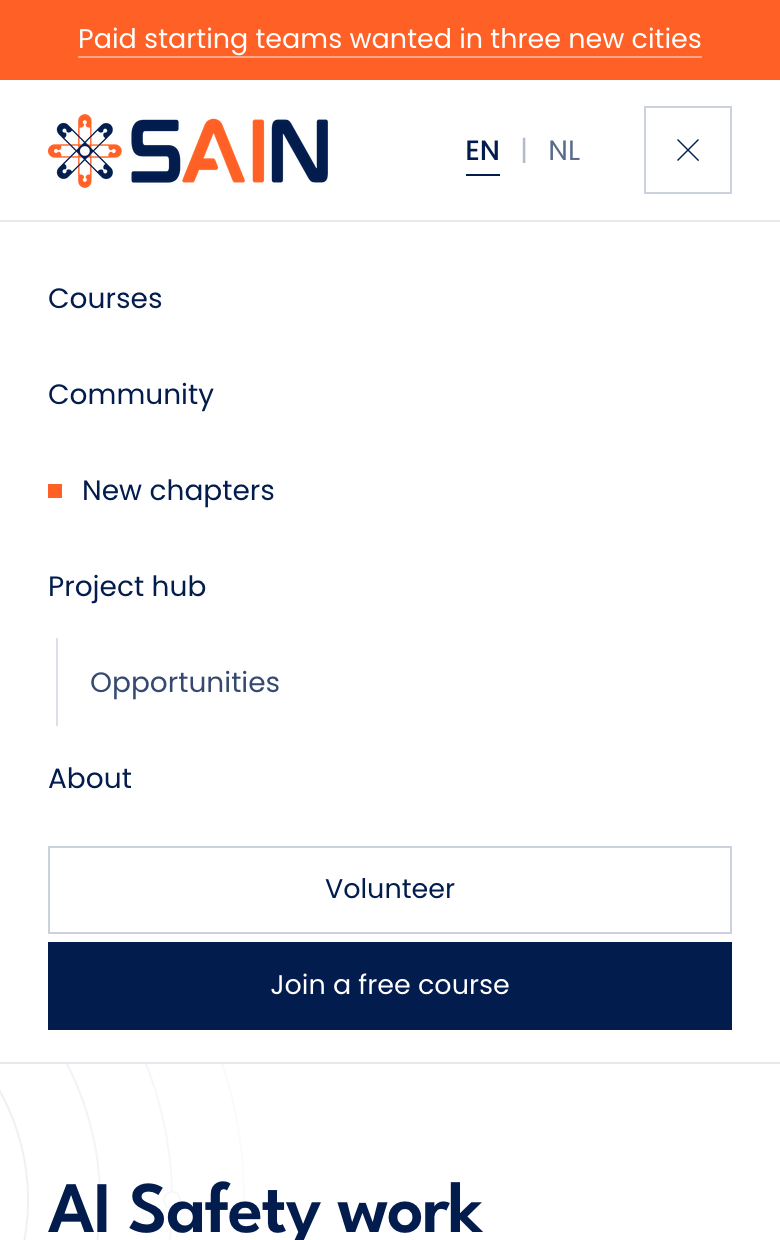 Paid starting teams wanted in three new cities
SAIN
EN | NL
Courses
Community
New chapters
Project hub
Opportunities
About
Volunteer
Join a free course
AI Safety work